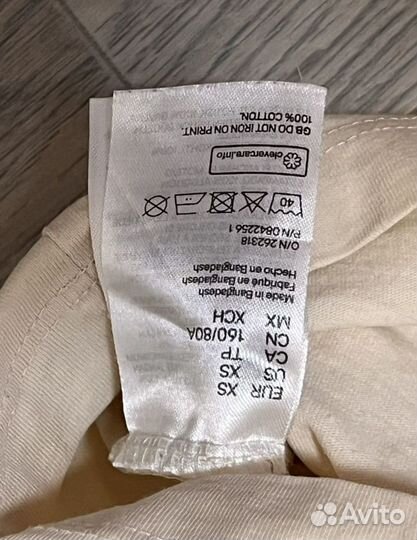 EUR XS
US XS
CA TP
CN 160/80A
MX XCH
Made in Bangladesh
Fabriqué en Bangladesh
Hecho en Bangladesh
O/N 262318
P/N 0842256 1
40
clevercare.info
GB DO NOT IRON ON PRINT.
100% COTTON.
Avito